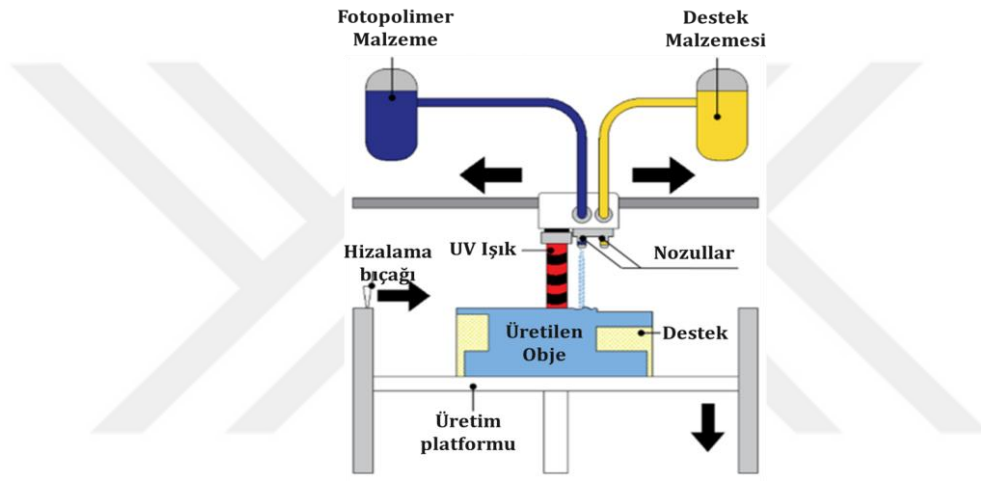 Fotopolimer
Malzeme
Destek
Malzemesi
UV Işık
Nozullar
Hizalama
bıçağı
Üretilen
Obje
Destek
Üretim
platformu